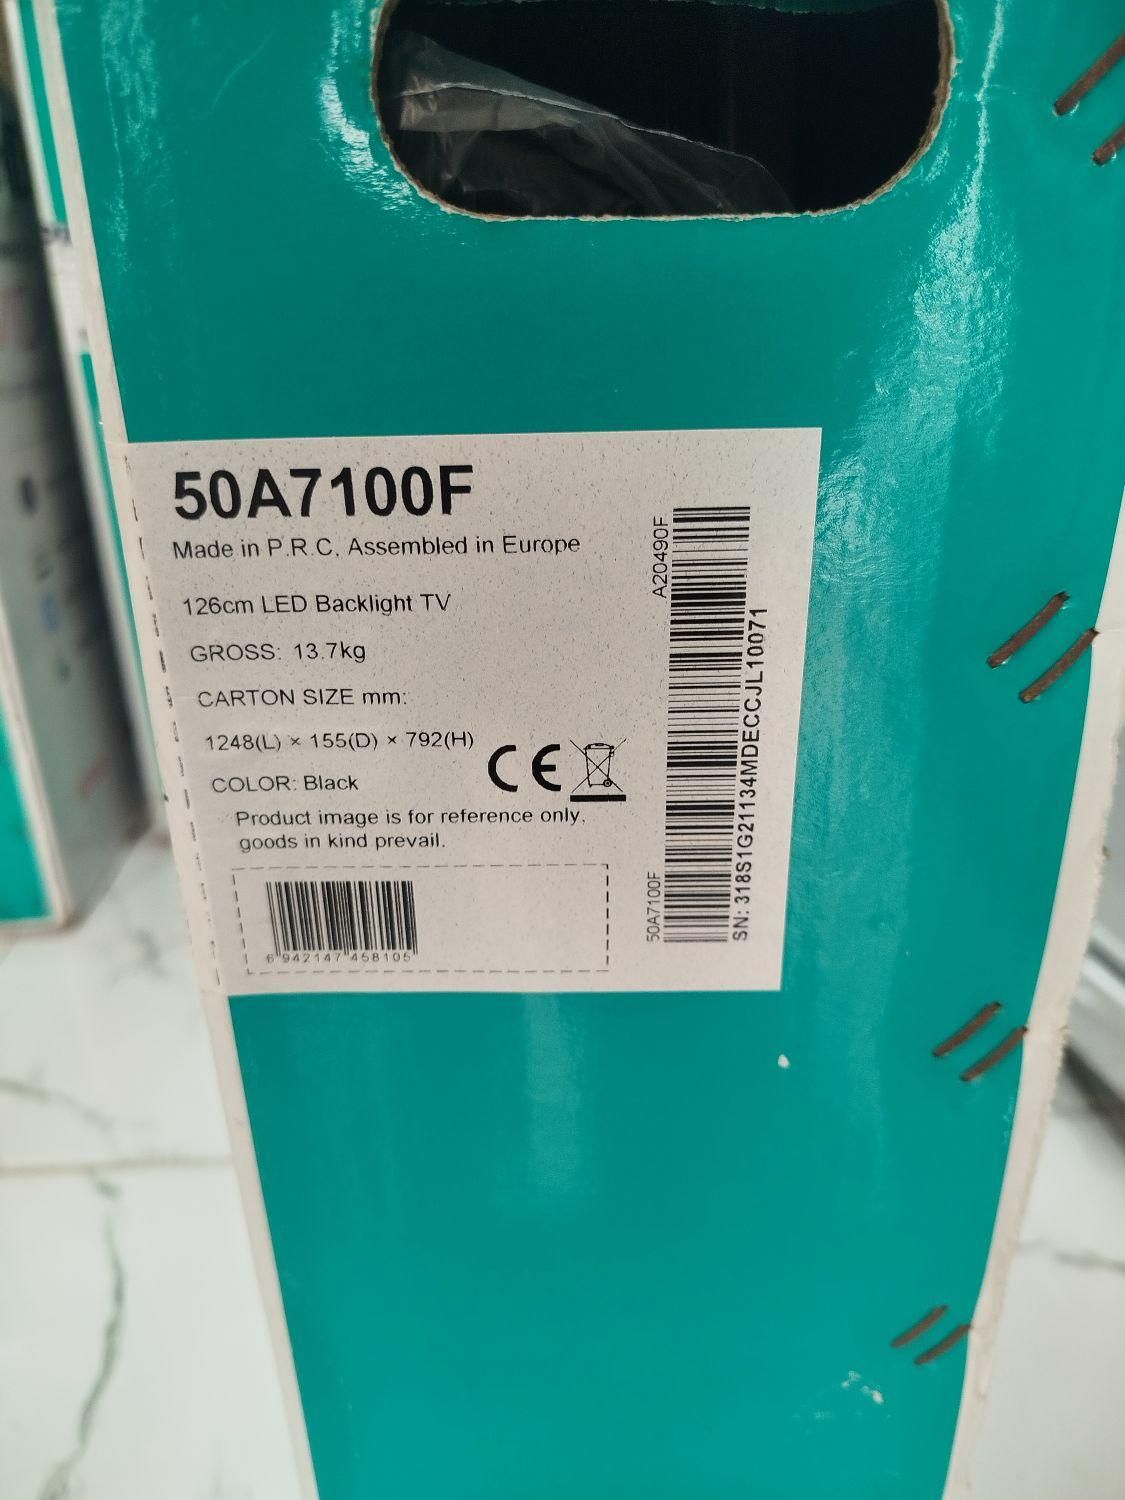 50A7100F
Made in P.R.C, Assembled in Europe
126cm LED Backlight TV
GROSS: 13.7kg
CARTON SIZE mm:
1248(L) × 155(D) × 792(H)
COLOR: Black
CE
Product image is for reference only,
goods in kind prevail.
6 942147 458105
A20490F
50A7100F
SN: 318S1G21134MDECCJL10071